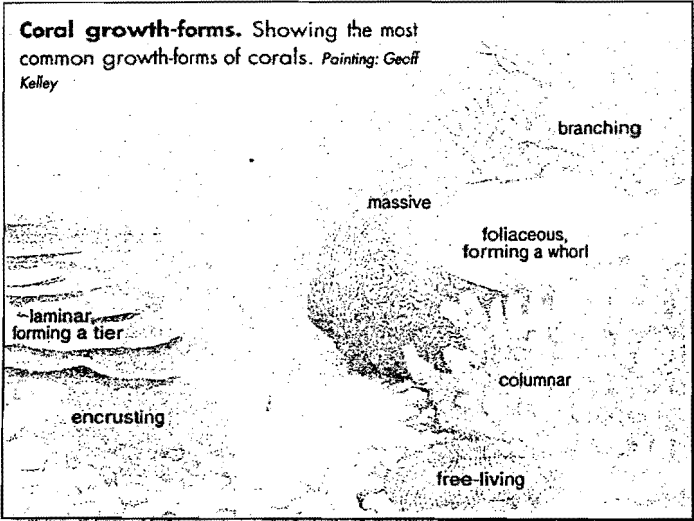 Coral growth-forms. Showing the most
common growth-forms of corals. Painting: Geoff
Kelley
branching
massive
foliaceous,
forming a whorl
laminar,
forming a tier
columnar
encrusting
free-living